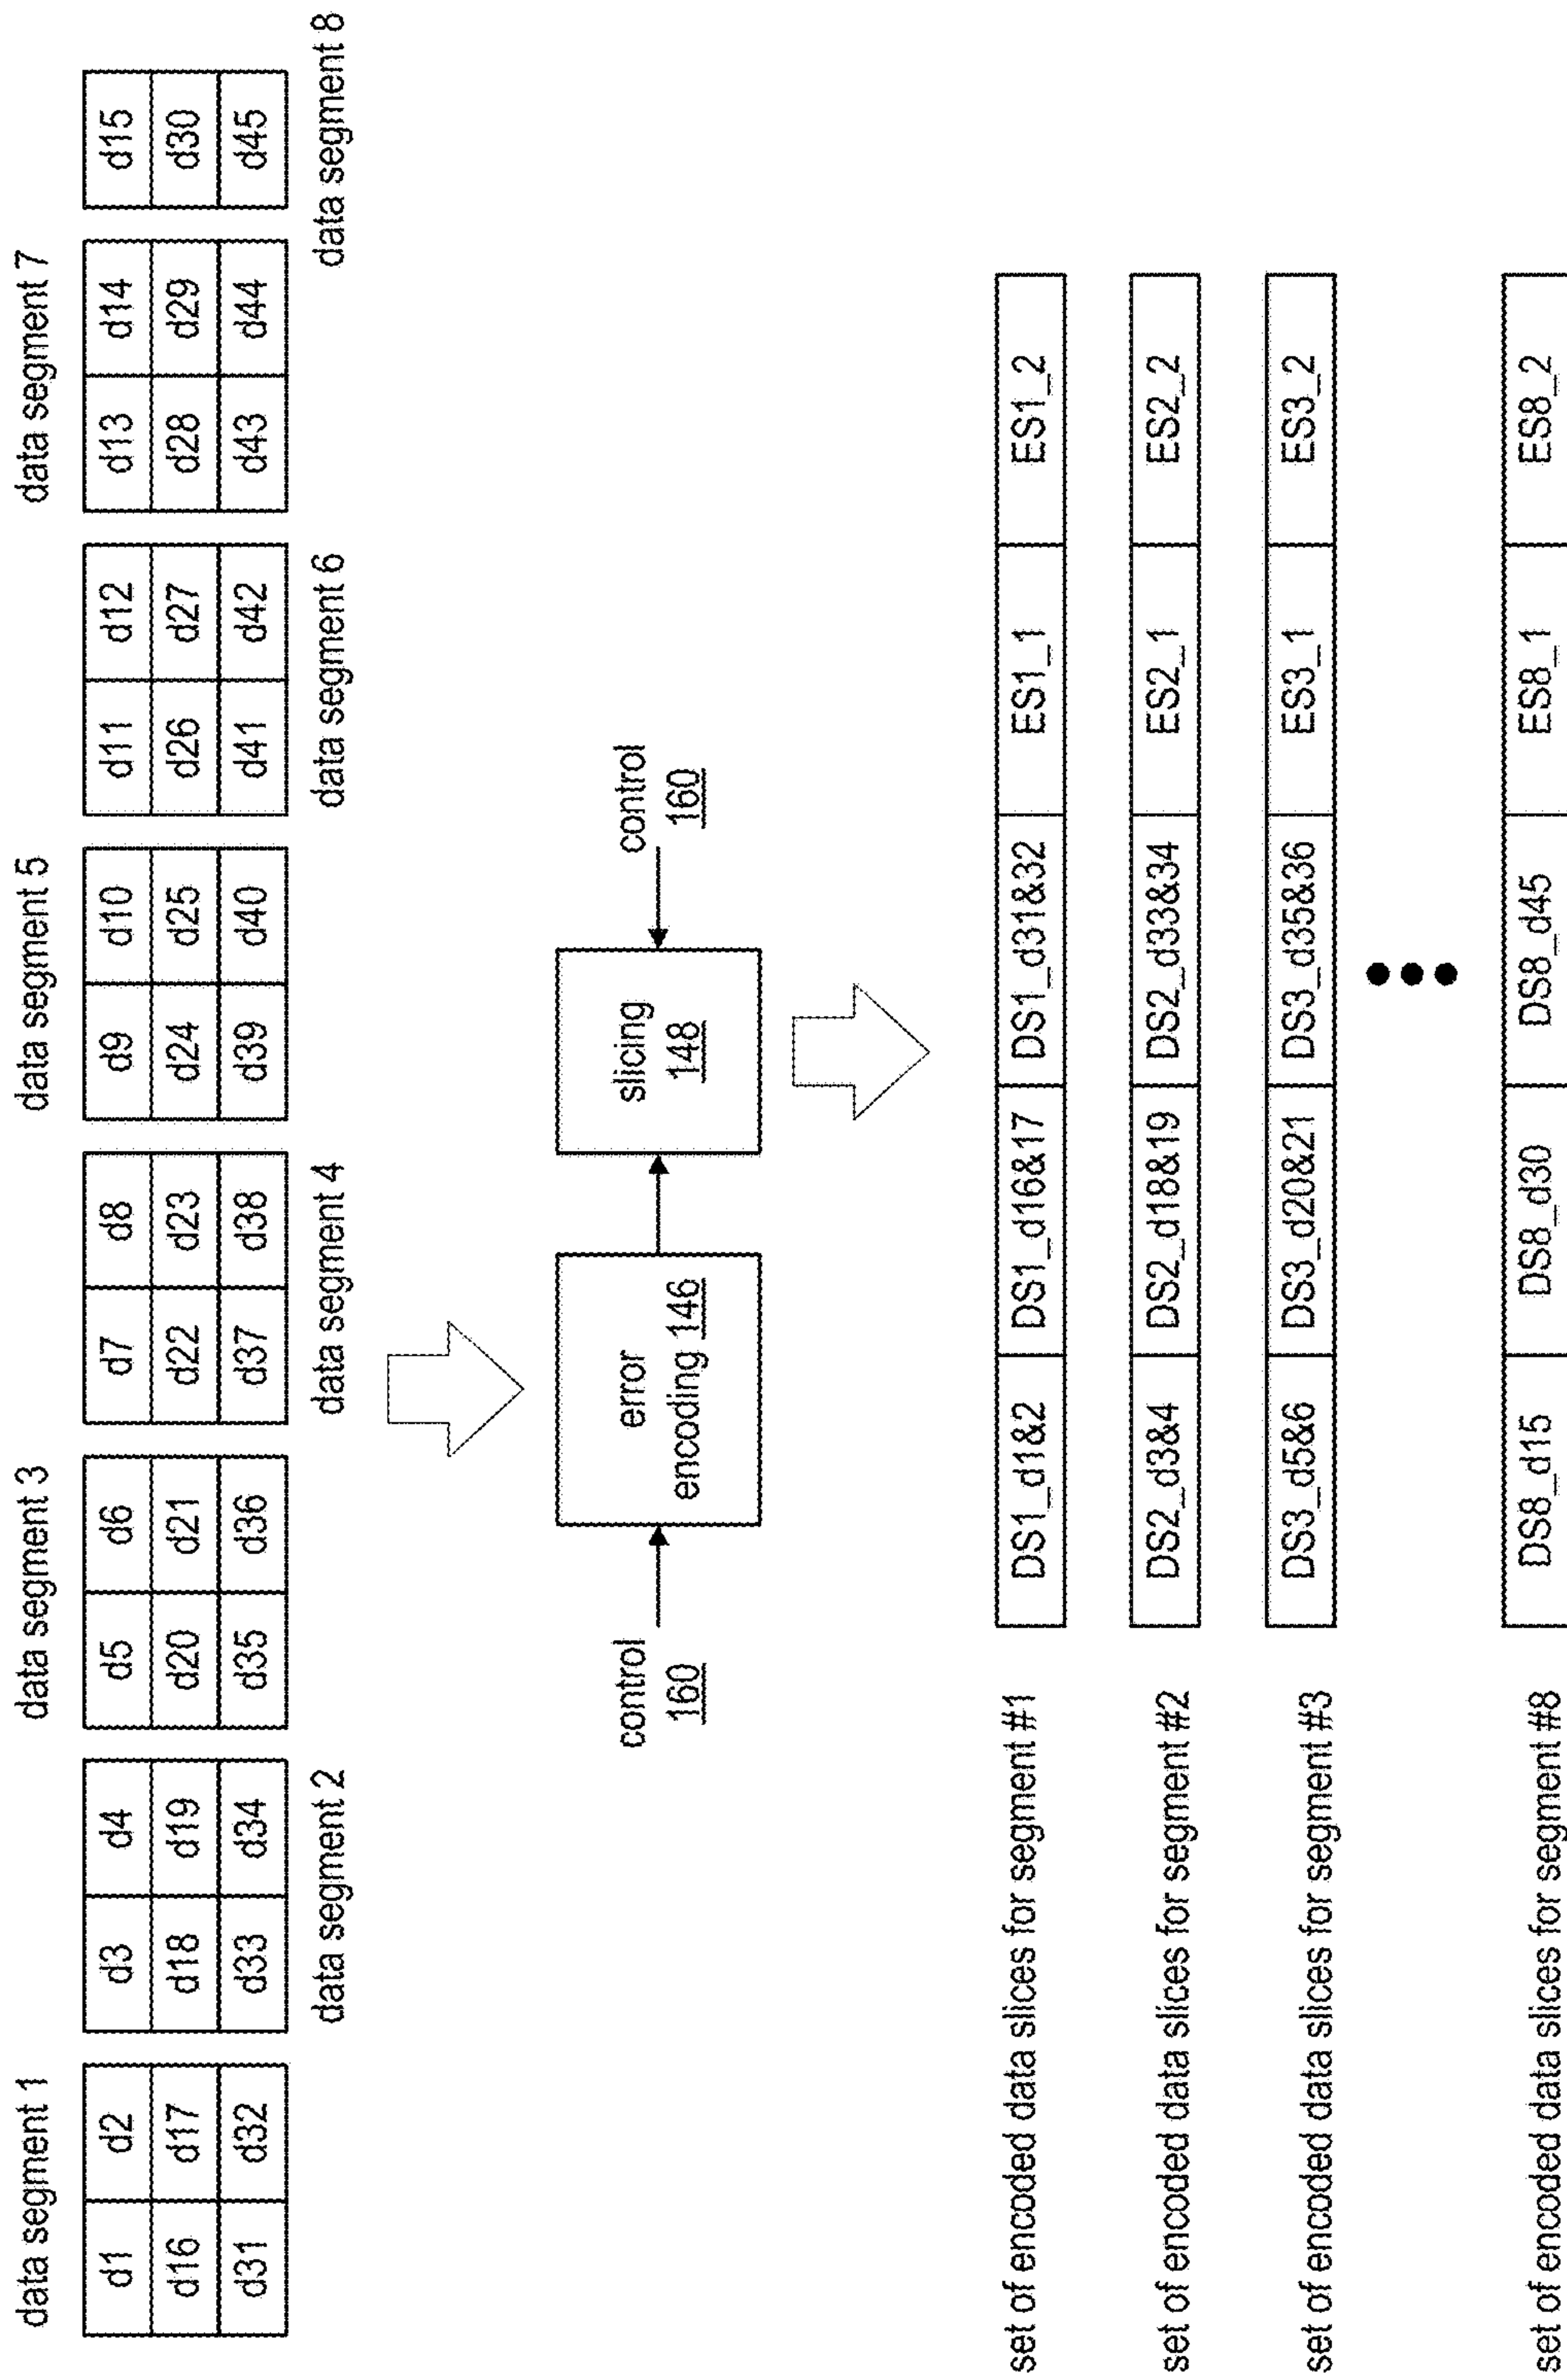 data segment 1
data segment 3
data segment 5
data segment 7
d1 d2 d3 d4 d5 d6 d7 d8 d9 d10 d11 d12 d13 d14 d15
d16 d17 d18 d19 d20 d21 d22 d23 d24 d25 d26 d27 d28 d29 d30
d31 d32 d33 d34 d35 d36 d37 d38 d39 d40 d41 d42 d43 d44 d45
data segment 2
data segment 4
data segment 6
data segment 8
control
160
error
encoding 146
slicing
148
control
160
set of encoded data slices for segment #1
DS1_d1&2 DS1_d16&17 DS1_d31&32 ES1_1 ES1_2
set of encoded data slices for segment #2
DS2_d3&4 DS2_d18&19 DS2_d33&34 ES2_1 ES2_2
set of encoded data slices for segment #3
DS3_d5&6 DS3_d20&21 DS3_d35&36 ES3_1 ES3_2
set of encoded data slices for segment #8
DS8_d15 DS8_d30 DS8_d45 ES8_1 ES8_2